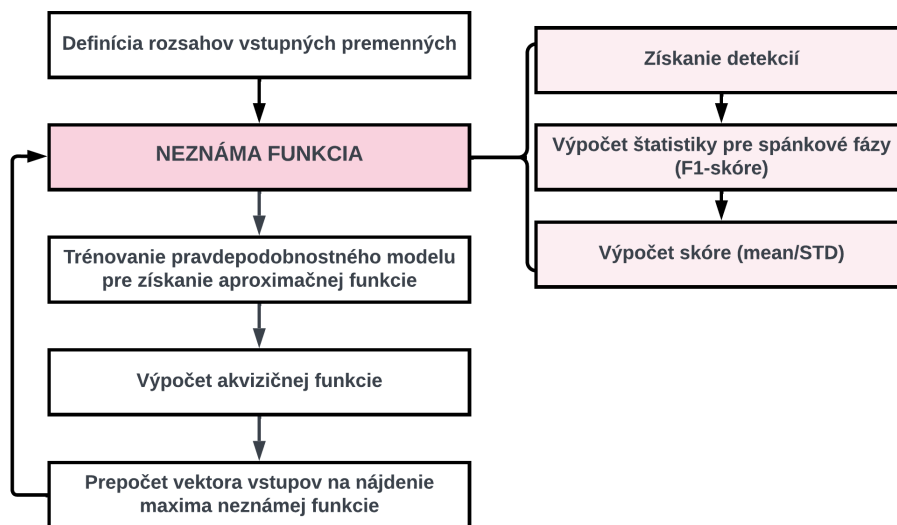 Definícia rozsahov vstupných premenných
NEZNÁMA FUNKCIA
Trénovanie pravdepodobnostného modelu
pre získanie aproximačnej funkcie
Výpočet akvizičnej funkcie
Prepočet vektora vstupov na nájdenie
maxima neznámej funkcie
Získanie detekcií
Výpočet štatistiky pre spánkové fázy
(F1-skóre)
Výpočet skóre (mean/STD)